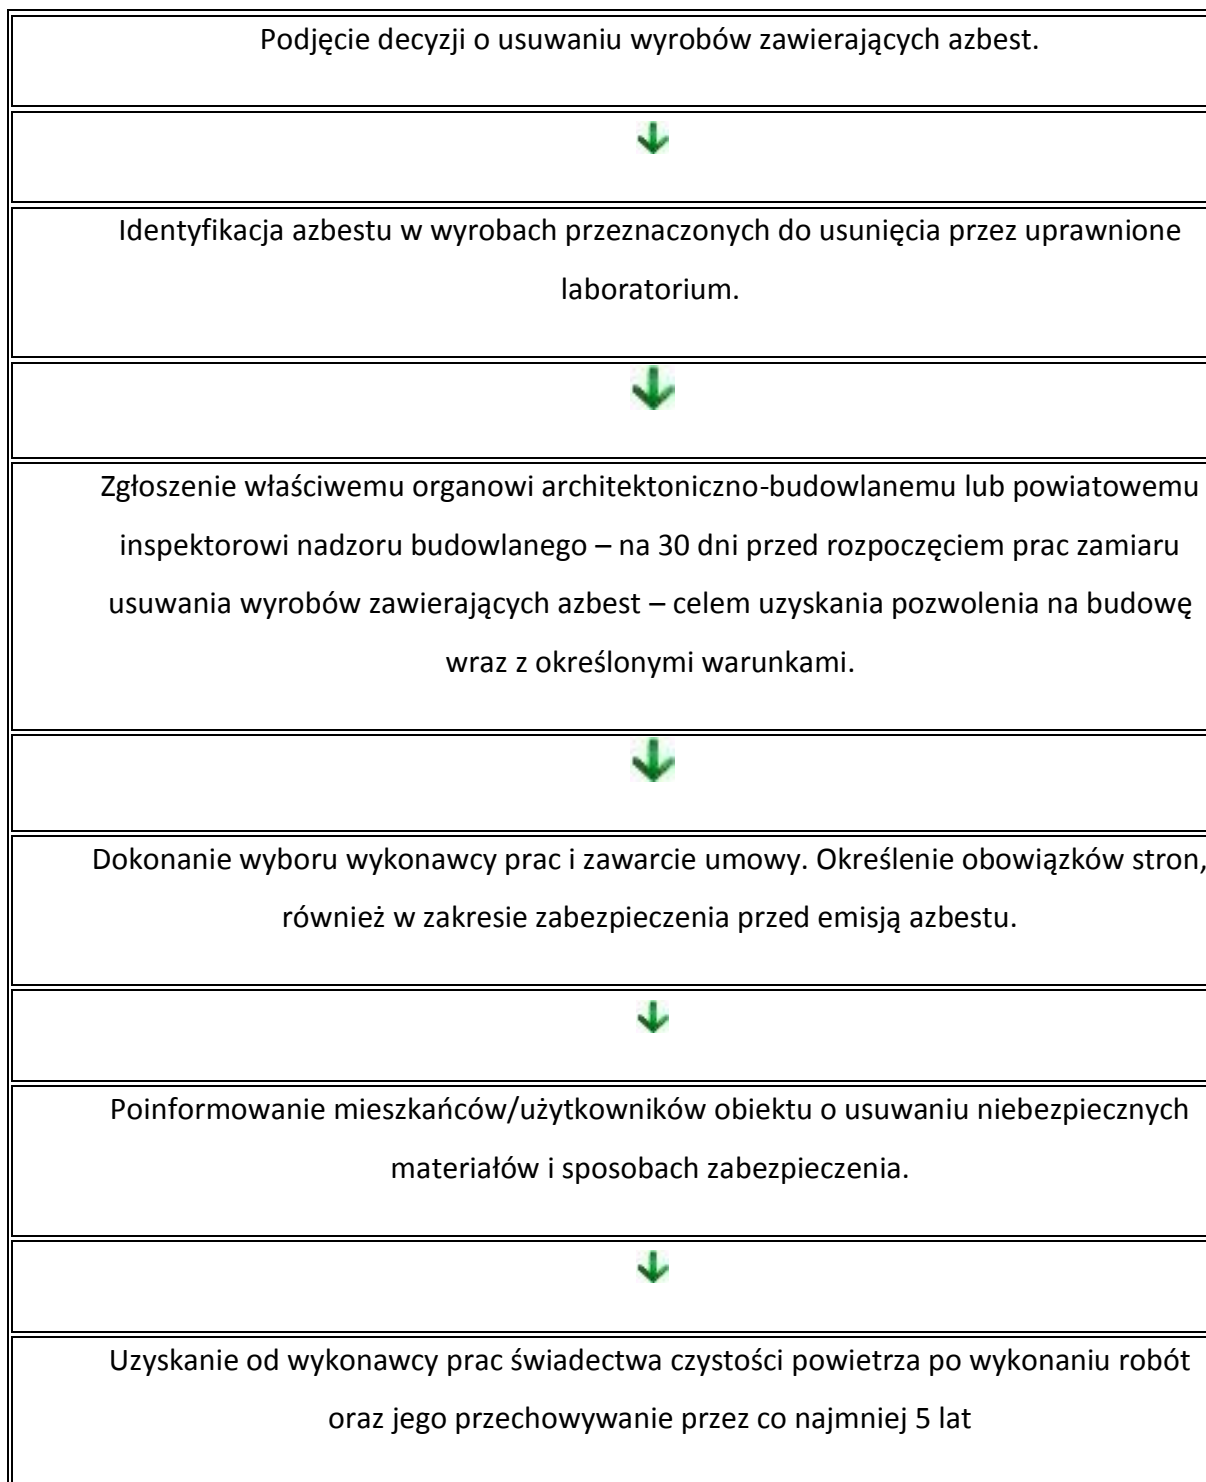 Podjęcie decyzji o usuwaniu wyrobów zawierających azbest.
Identyfikacja azbestu w wyrobach przeznaczonych do usunięcia przez uprawnione
laboratorium.
Zgłoszenie właściwemu organowi architektoniczno-budowlanemu lub powiatowemu
inspektorowi nadzoru budowlanego – na 30 dni przed rozpoczęciem prac zamiaru
usuwania wyrobów zawierających azbest – celem uzyskania pozwolenia na budowę
wraz z określonymi warunkami.
Dokonanie wyboru wykonawcy prac i zawarcie umowy. Określenie obowiązków stron,
również w zakresie zabezpieczenia przed emisją azbestu.
Poinformowanie mieszkańców/użytkowników obiektu o usuwaniu niebezpiecznych
materiałów i sposobach zabezpieczenia.
Uzyskanie od wykonawcy prac świadectwa czystości powietrza po wykonaniu robót
oraz jego przechowywanie przez co najmniej 5 lat